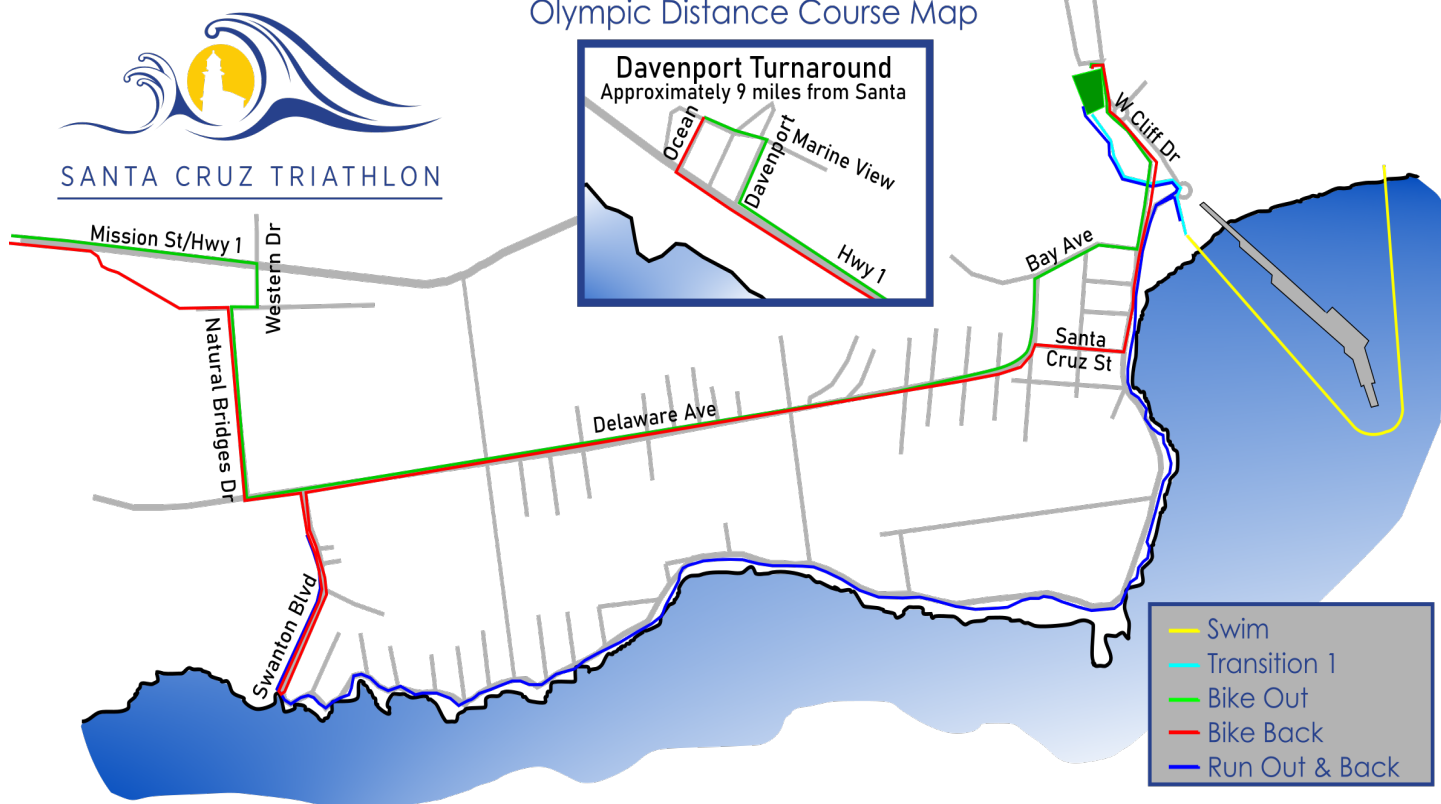 Olympic Distance Course Map
SANTA CRUZ TRIATHLON
Davenport Turnaround
Approximately 9 miles from Santa
Ocean
Davenport
Marine View
Hwy 1
W Cliff Dr
Mission St/Hwy 1
Western Dr
Bay Ave
Natural Bridges Dr
Santa
Cruz St
Delaware Ave
Swanton Blvd
Swim
Transition 1
Bike Out
Bike Back
Run Out & Back